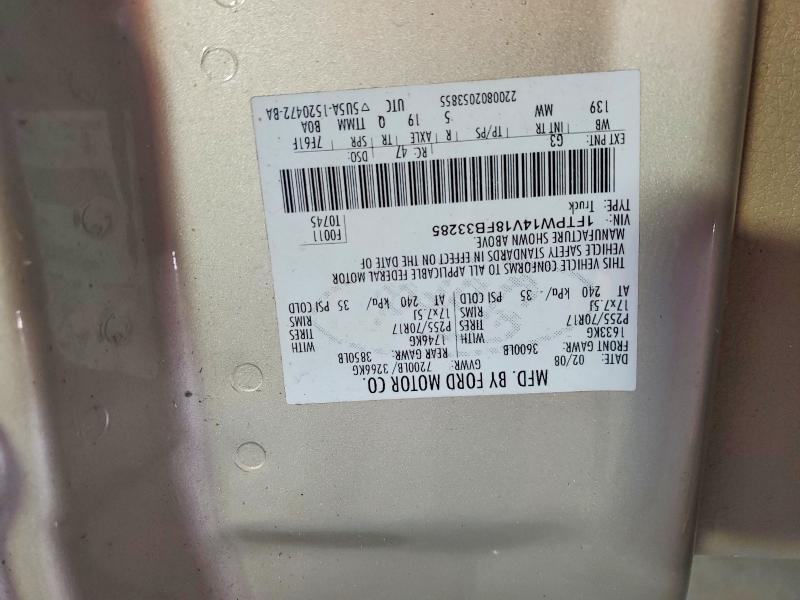 MFD. BY FORD MOTOR CO.
DATE: 02/08 GVWR: 7200LB/ 3266KG
FRONT GAWR: 3600LB REAR GAWR: 3850LB
1633KG 1746KG WITH
P255/70R17 TIRES P255/70R17 TIRES
17x7.5J RIMS 17x7.5J RIMS
AT 240 kPa/ 35 PSI COLD AT 240 kPa/ 35 PSI COLD
THIS VEHICLE CONFORMS TO ALL APPLICABLE FEDERAL MOTOR
VEHICLE SAFETY STANDARDS IN EFFECT ON THE DATE OF
MANUFACTURE SHOWN ABOVE.
VIN: 1FTPW14V18FB33285 F0011
TYPE: Truck T0745
RC: 47 DSO:
EXT PNT: G3
WB INT TR TP/PS R AXLE TR SPR 7F61F
139 MW 5 19 Q TTMM BOA
UTC ▽5U5A-1520472-BA
2200802053855